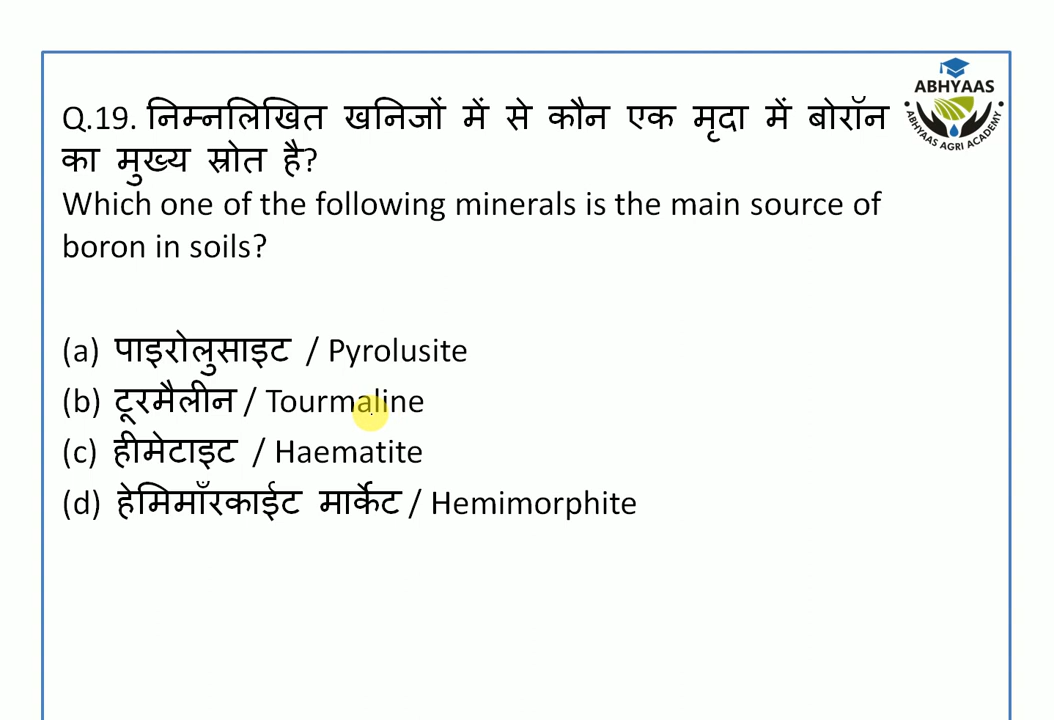 ABHYAAS
ABHYAAS AGRI ACADEMY
Q.19. निम्नलिखित खनिजों में से कौन एक मृदा में बोरॉन
का मुख्य स्रोत है?
Which one of the following minerals is the main source of
boron in soils?
(a) पाइरोलुसाइट / Pyrolusite
(b) टूरमैलीन / Tourmaline
(c) हीमेटाइट / Haematite
(d) हेमिमॉरकाईट मार्केट / Hemimorphite